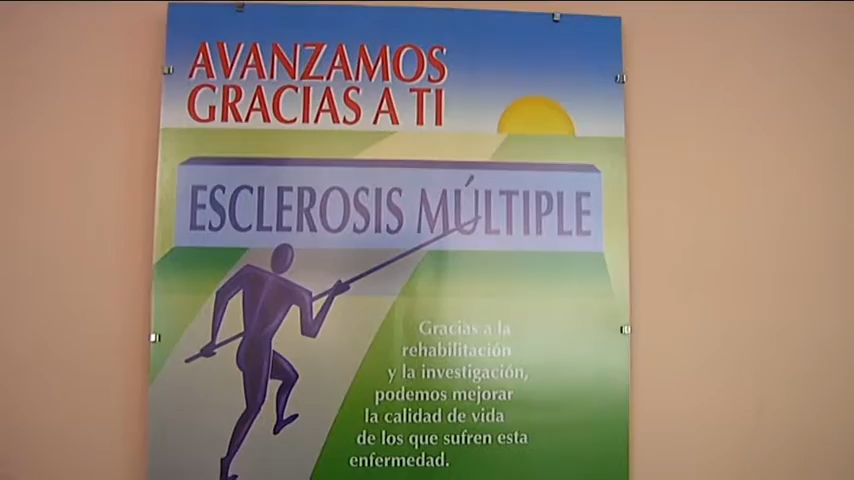 AVANZAMOS
GRACIAS A TI
ESCLEROSIS MÚLTIPLE
Gracias a la
rehabilitación
y la investigación,
podemos mejorar
la calidad de vida
de los que sufren esta
enfermedad.